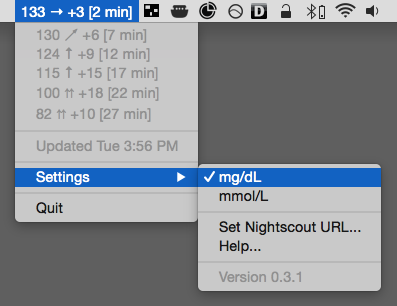 133 → +3 [2 min]
D
130 ↗ +6 [7 min]
124 ↑ +9 [12 min]
115 ↑ +15 [17 min]
100 ⇈ +18 [22 min]
82 ⇈ +10 [27 min]
Updated Tue 3:56 PM
Settings ▶
Quit
✓ mg/dL
mmol/L
Set Nightscout URL...
Help...
Version 0.3.1